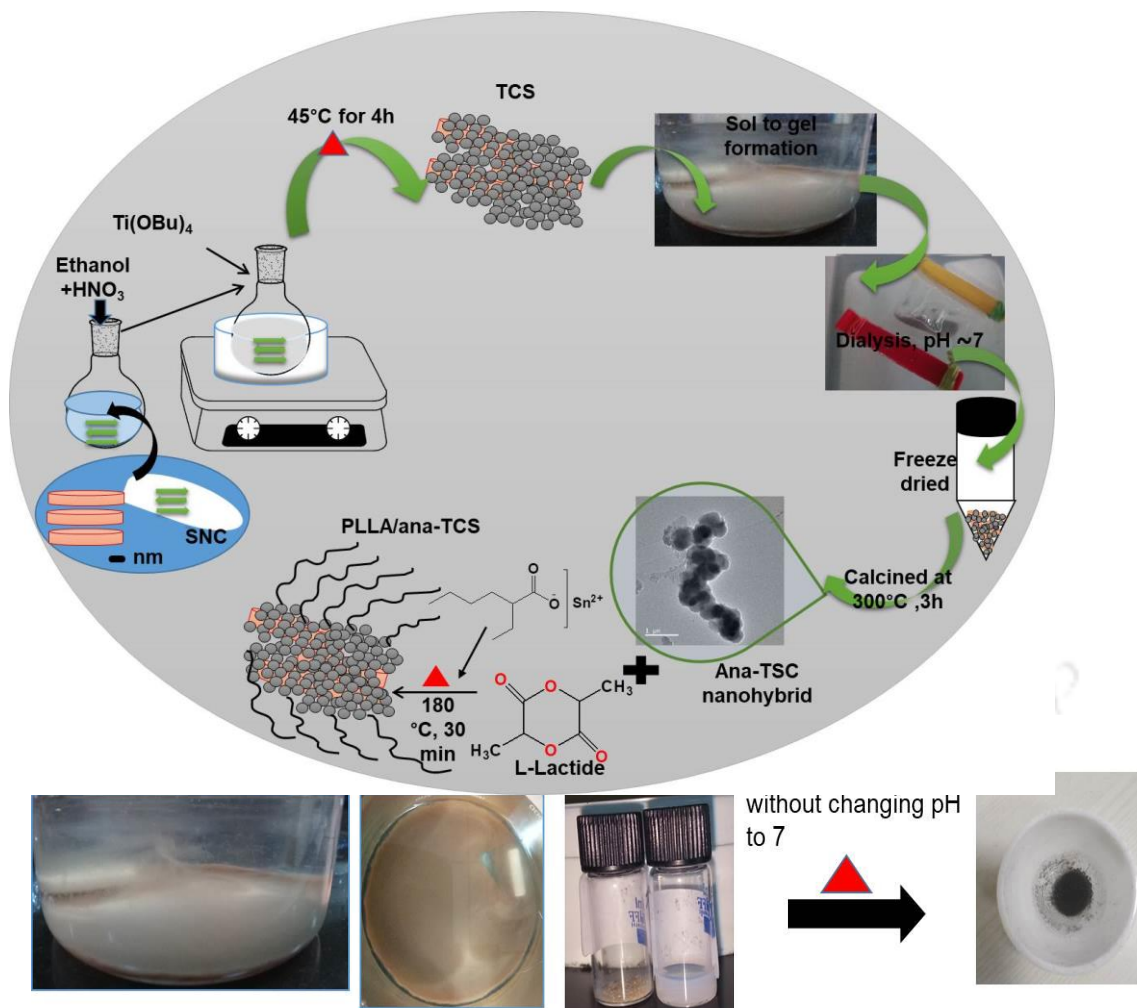 TCS
45°C for 4h
Sol to gel
formation
Ti(OBu)₄
Ethanol
+HNO₃
Dialysis, pH ~7
Freeze
dried
SNC
nm
PLLA/ana-TCS
O
O⁻
Sn²⁺
Calcined at
300°C ,3h
Ana-TSC
nanohybrid
180
°C, 30
min
O
O
CH₃
H₃C
O
O
L-Lactide
without changing pH
to 7